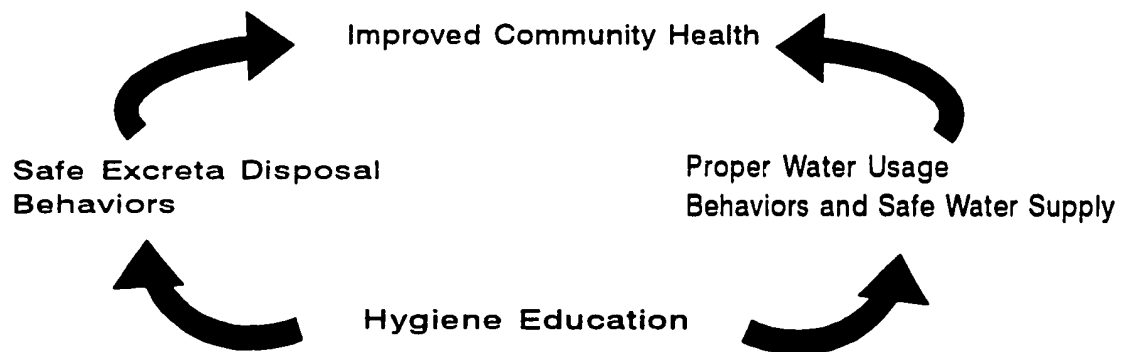 Improved Community Health
Safe Excreta Disposal
Behaviors
Proper Water Usage
Behaviors and Safe Water Supply
Hygiene Education